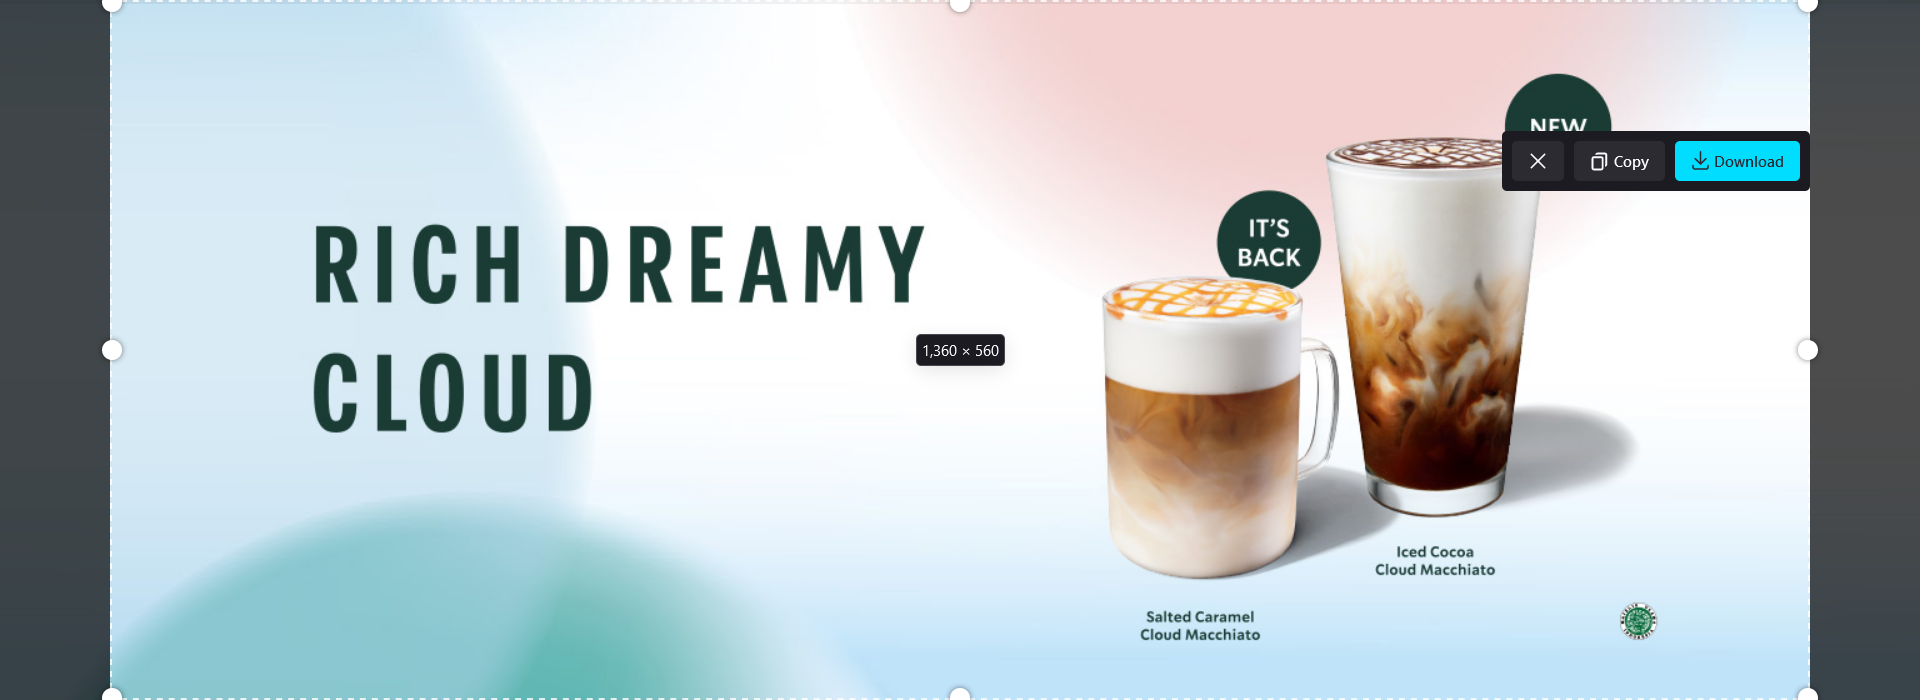 RICH DREAMY
CLOUD
NEW
IT'S
BACK
Copy
Download
1,360 × 560
Iced Cocoa
Cloud Macchiato
Salted Caramel
Cloud Macchiato